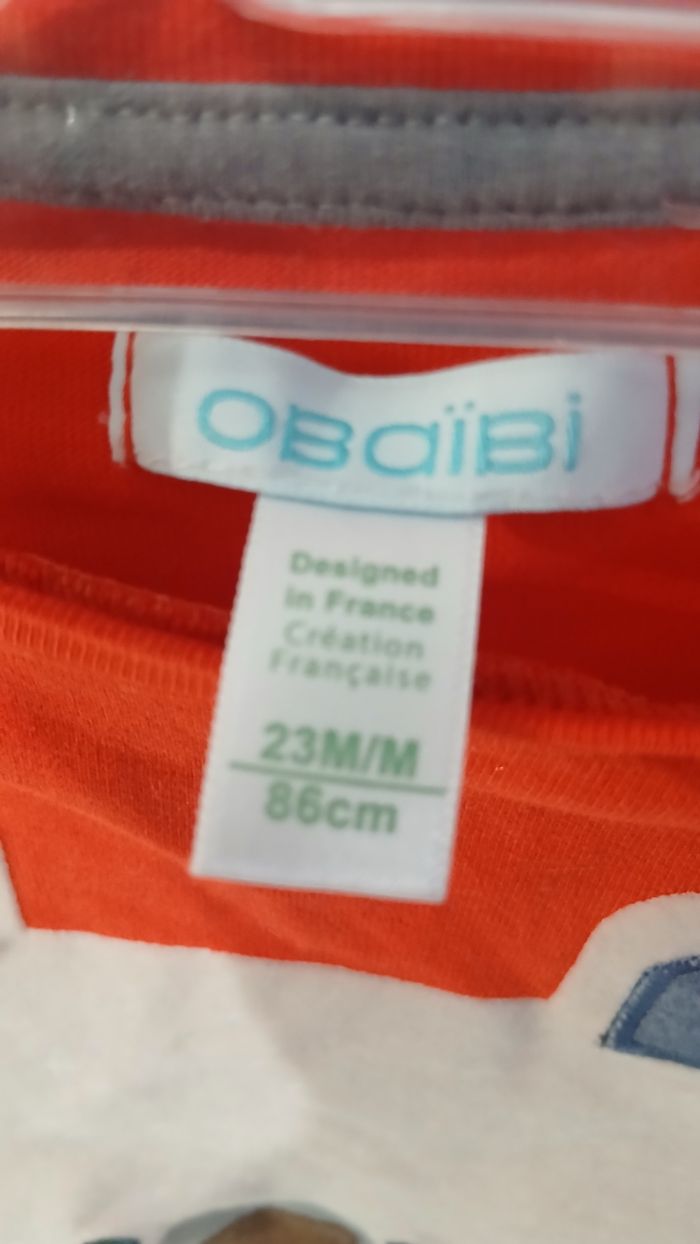 OBaïBi
Designed
in France
Création
Française
23M/M
86cm